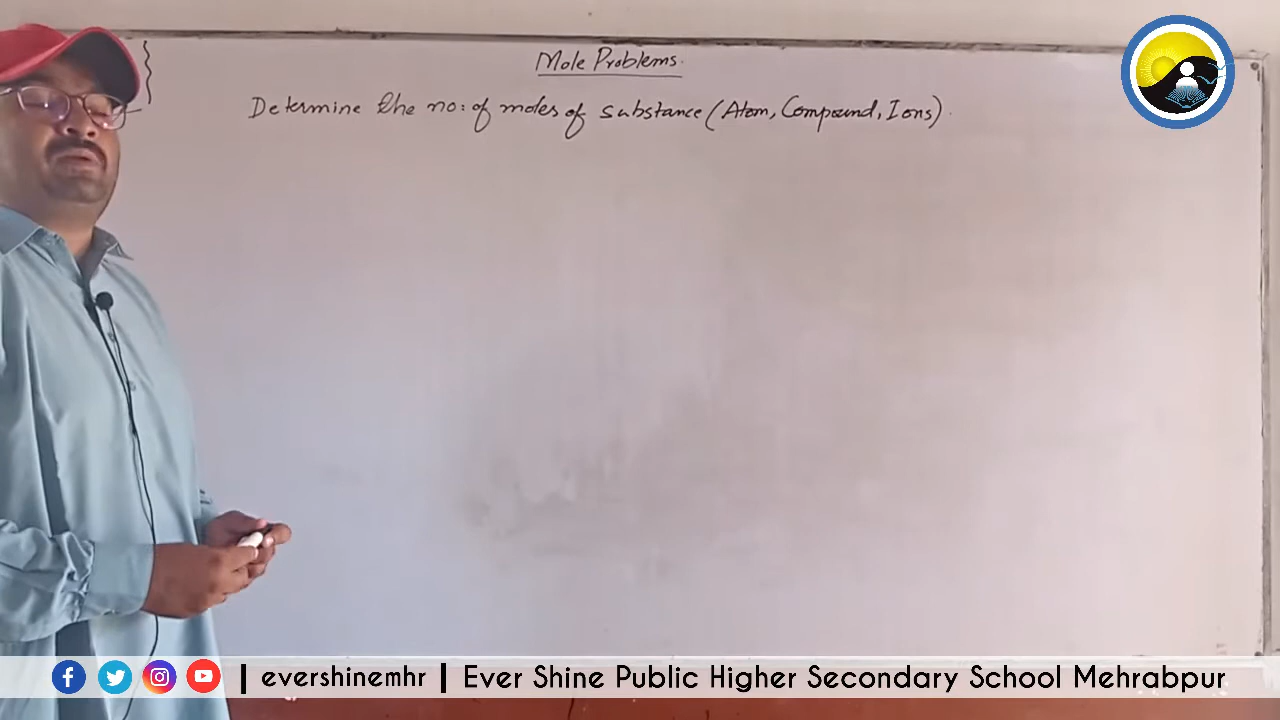 Mole Problems.
Determine the no: of moles of substance (Atom, Compound, Ions).
| evershinemhr | Ever Shine Public Higher Secondary School Mehrabpur